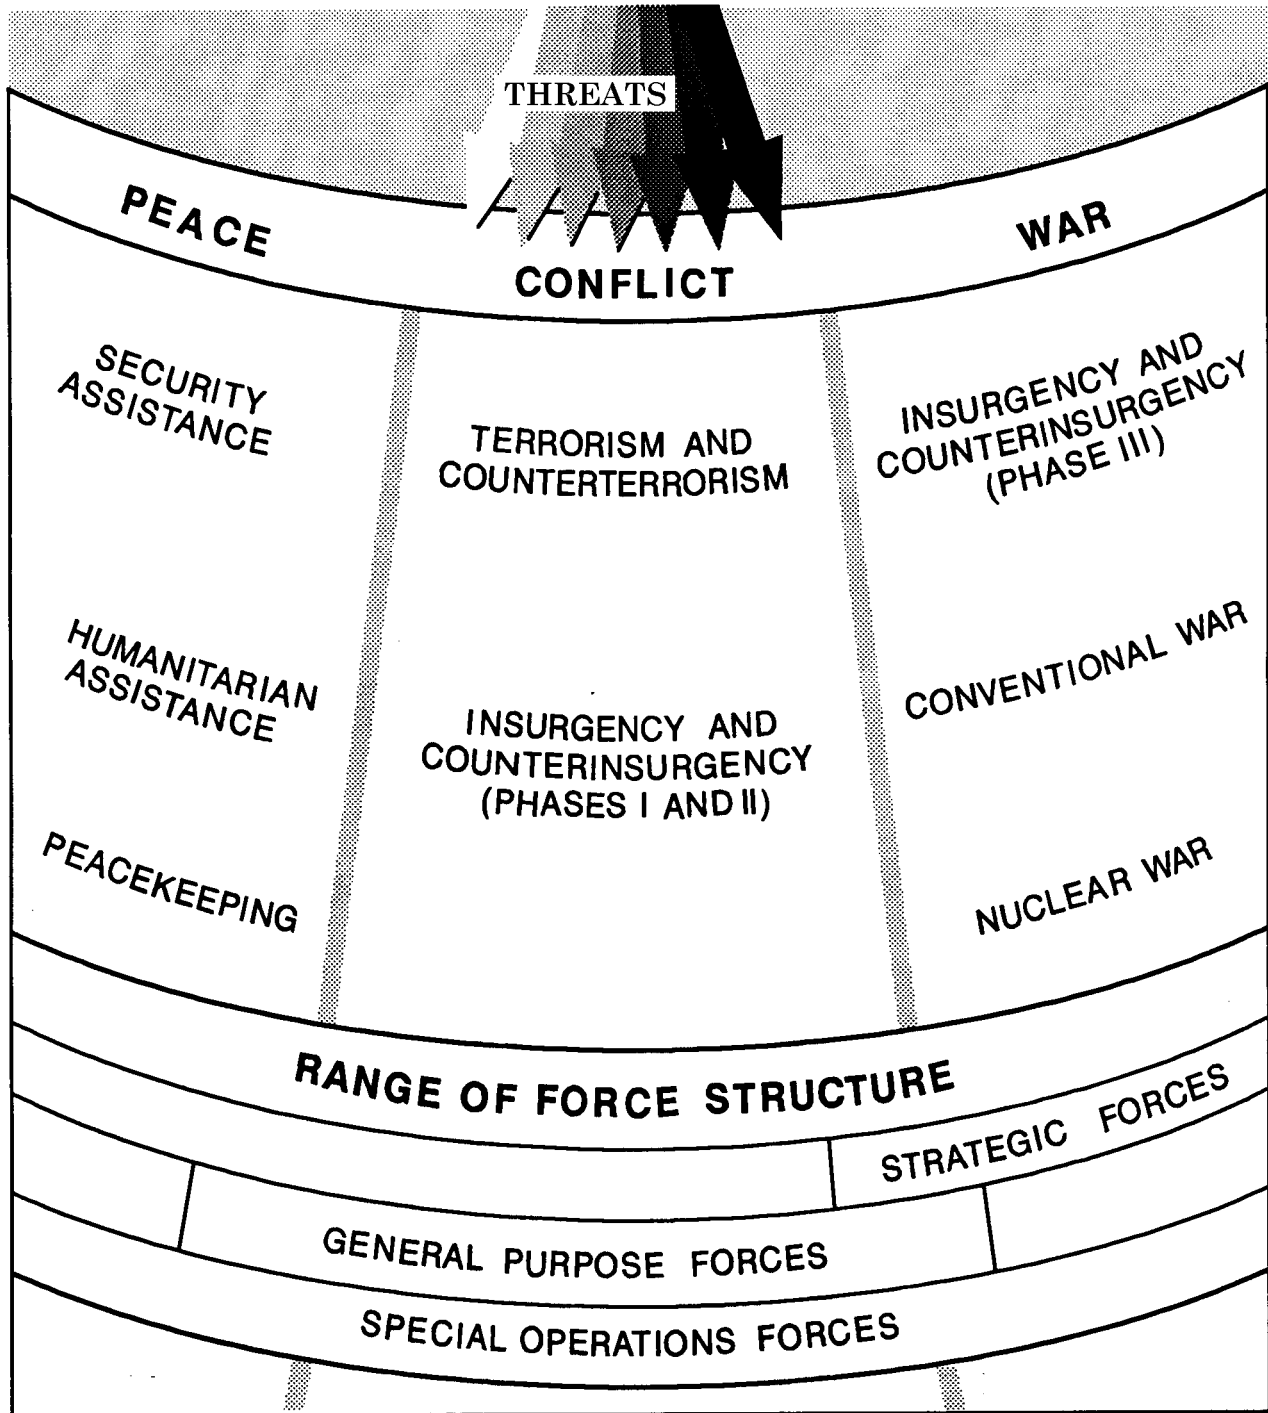 THREATS
PEACE
CONFLICT
WAR
SECURITY
ASSISTANCE
HUMANITARIAN
ASSISTANCE
PEACEKEEPING
TERRORISM AND
COUNTERTERRORISM
INSURGENCY AND
COUNTERINSURGENCY
(PHASES I AND II)
INSURGENCY AND
COUNTERINSURGENCY
(PHASE III)
CONVENTIONAL WAR
NUCLEAR WAR
RANGE OF FORCE STRUCTURE
STRATEGIC FORCES
GENERAL PURPOSE FORCES
SPECIAL OPERATIONS FORCES